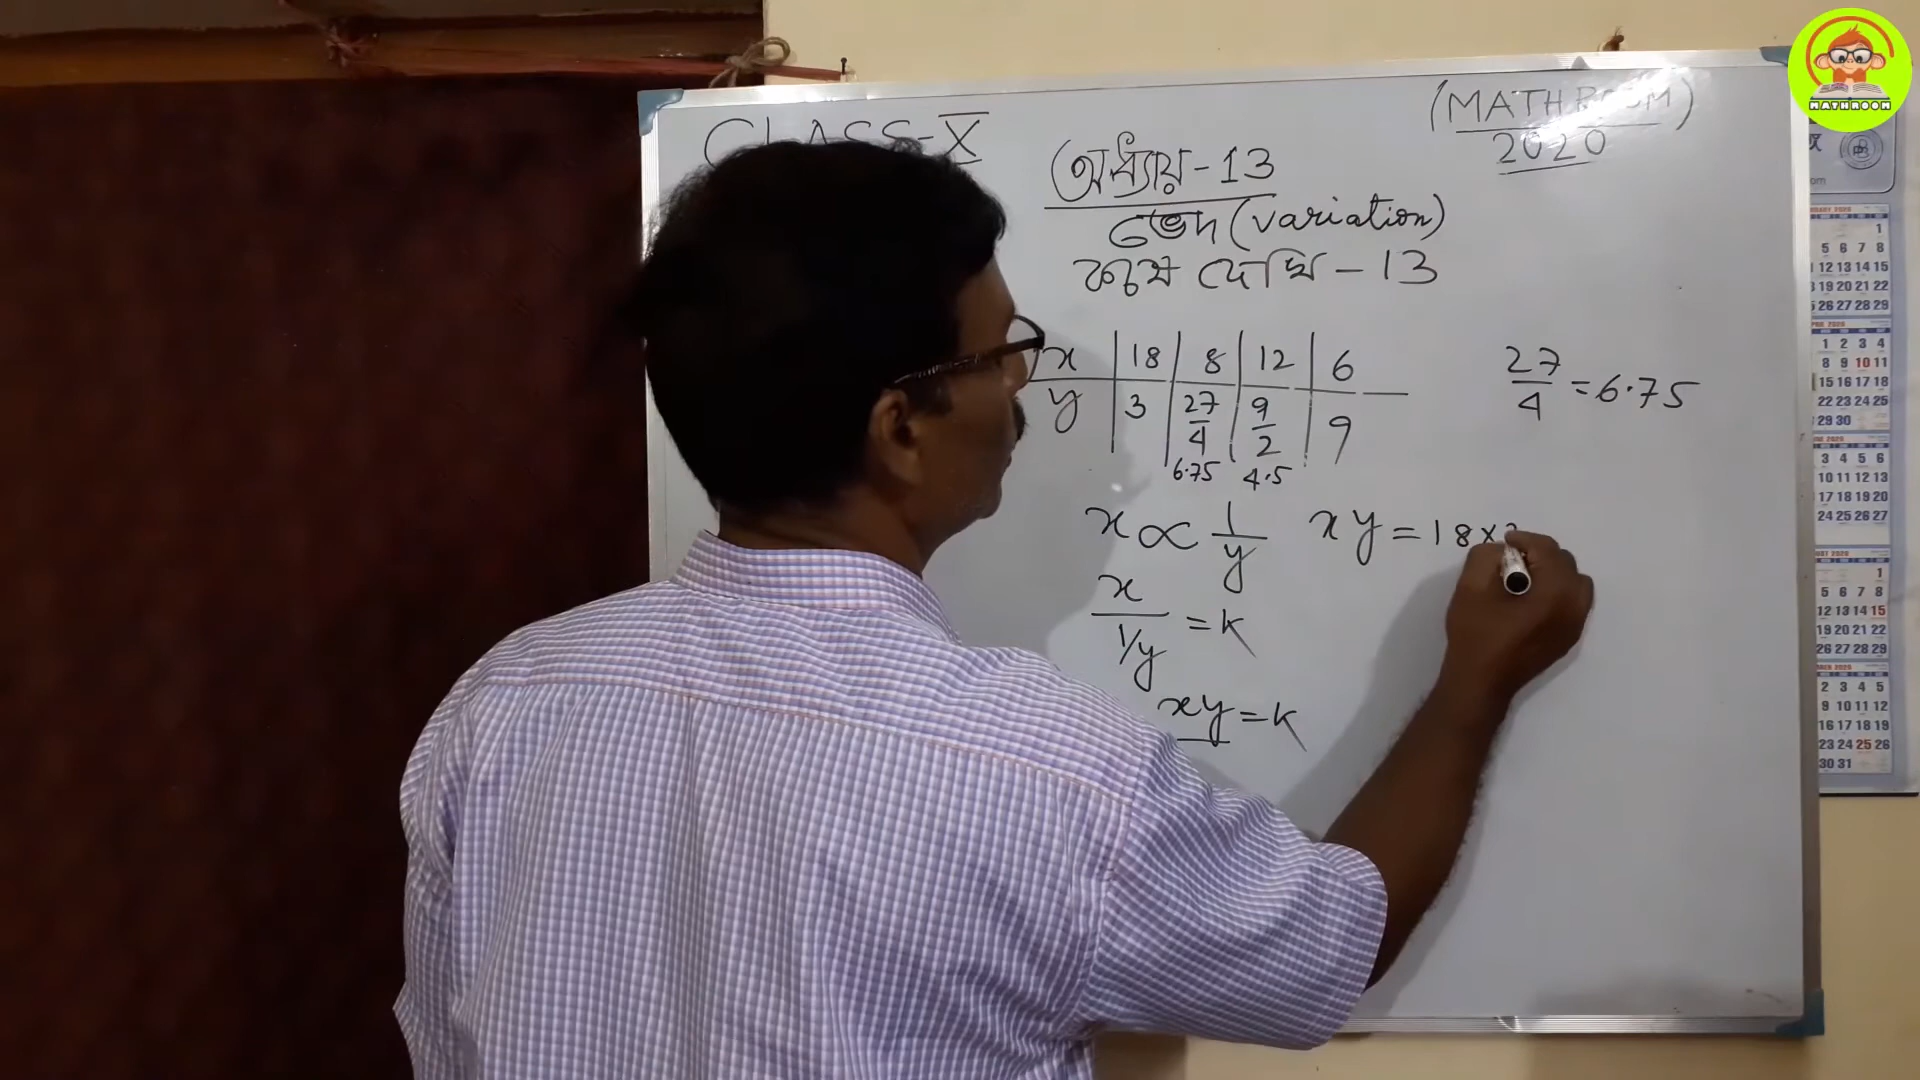 CLASS-X
(MATH ROOM)
2020
MATHROOM
অধ্যায়-13
ভেদ (variation)
কষে দেখি-13
x | 18 | 8 | 12 | 6
y | 3 | 27/4 | 9/2 | 9
6.75 4.5
27/4 = 6.75
x ∝ 1/y
xy = 18×
x/(1/y) = k
xy = k